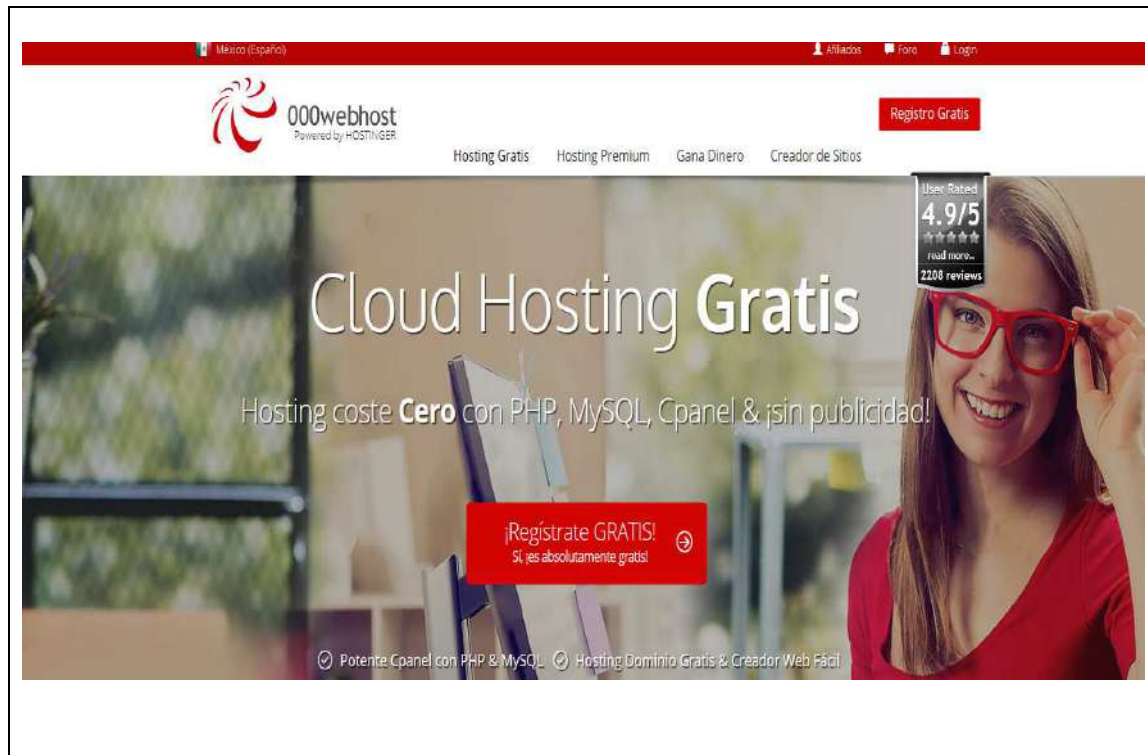 México (Español)
Afiliados Foro Login
000webhost
Powered by HOSTINGER
Registro Gratis
Hosting Gratis Hosting Premium Gana Dinero Creador de Sitios
User Rated
4.9/5
read more..
2208 reviews
Cloud Hosting Gratis
Hosting coste Cero con PHP, MySQL, Cpanel & ¡sin publicidad!
¡Regístrate GRATIS!
Sí, ¡es absolutamente gratis!
Potente Cpanel con PHP & MySQL Hosting Dominio Gratis & Creador Web Fácil